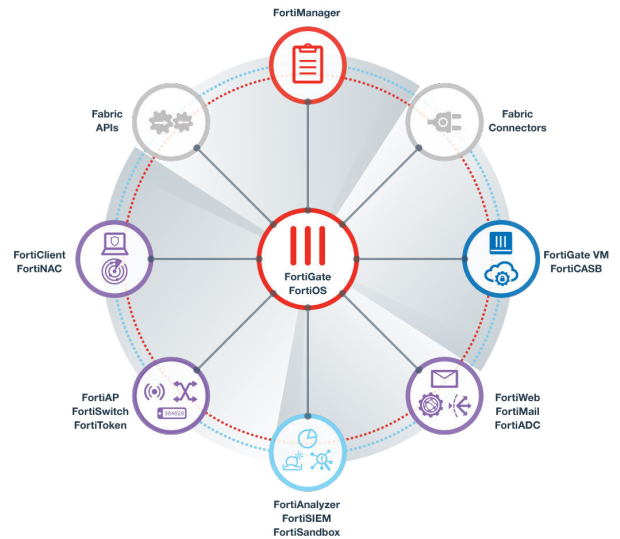 FortiManager
Fabric
APIs
Fabric
Connectors
FortiClient
FortiNAC
FortiGate
FortiOS
FortiGate VM
FortiCASB
FortiAP
FortiSwitch
FortiToken
384029
FortiWeb
FortiMail
FortiADC
FortiAnalyzer
FortiSIEM
FortiSandbox